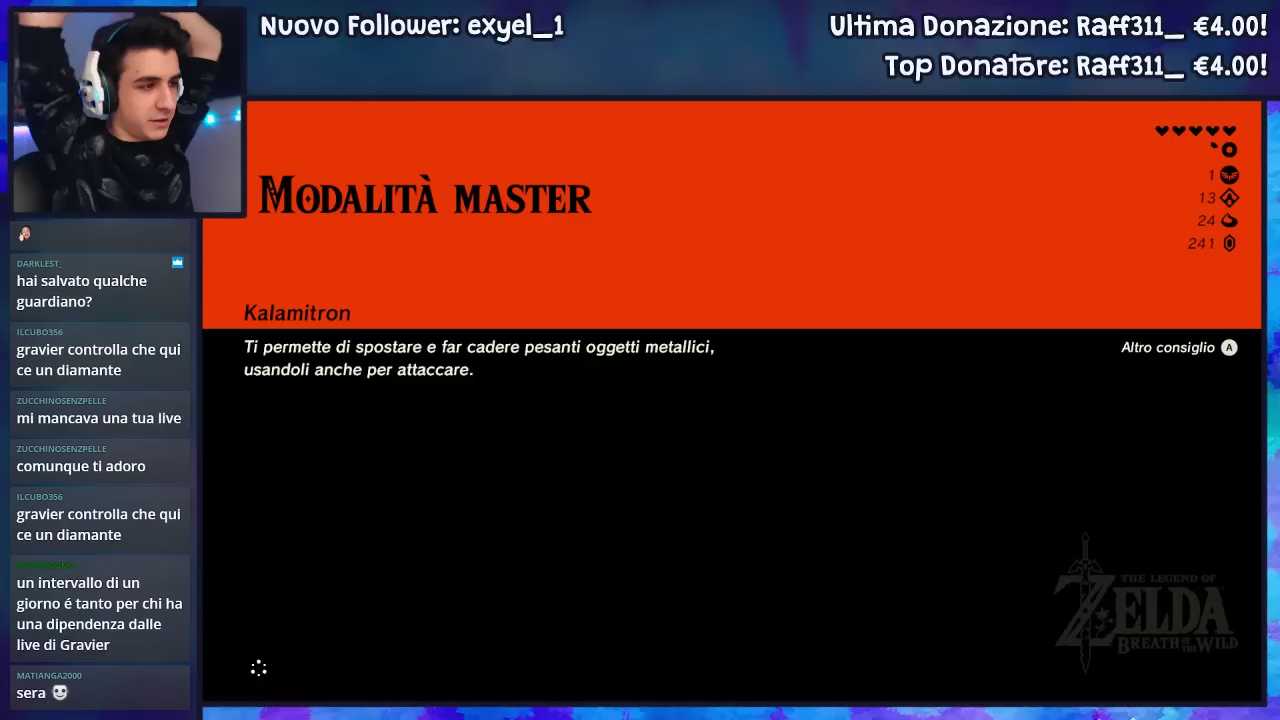 Nuovo Follower: exyel_1
Ultima Donazione: Raff311_ €4.00!
Top Donatore: Raff311_ €4.00!
MODALITÀ MASTER
1
13
24
241
Kalamitron
Ti permette di spostare e far cadere pesanti oggetti metallici,
usandoli anche per attaccare.
Altro consiglio A
DARKLEST_
hai salvato qualche
guardiano?
ILCUBO356
gravier controlla che qui
ce un diamante
ZUCCHINOSENZPELLE
mi mancava una tua live
ZUCCHINOSENZPELLE
comunque ti adoro
ILCUBO356
gravier controlla che qui
ce un diamante
un intervallo di un
giorno é tanto per chi ha
una dipendenza dalle
live di Gravier
MATIANGA2000
sera
THE LEGEND OF
ZELDA
BREATH OF THE WILD